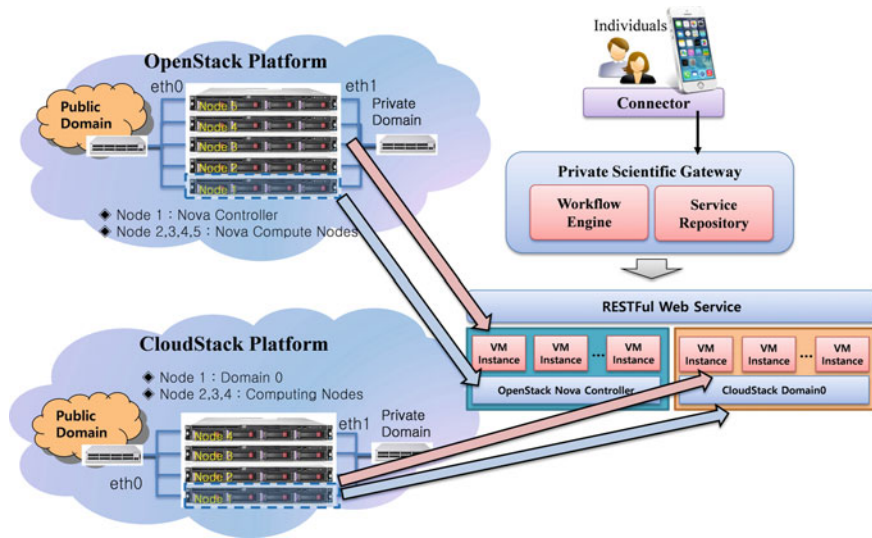 OpenStack Platform
eth0
eth1
Public
Domain
Private
Domain
Node 5
Node 4
Node 3
Node 2
Node 1
◆ Node 1 : Nova Controller
◆ Node 2,3,4,5 : Nova Compute Nodes
CloudStack Platform
◆ Node 1 : Domain 0
◆ Node 2,3,4 : Computing Nodes
Public
Domain
eth1
Private
Domain
eth0
Node 4
Node 3
Node 2
Node 1
Individuals
Connector
Private Scientific Gateway
Workflow
Engine
Service
Repository
RESTFul Web Service
VM
Instance
VM
Instance
...
VM
Instance
OpenStack Nova Controller
VM
Instance
VM
Instance
...
VM
Instance
CloudStack Domain0